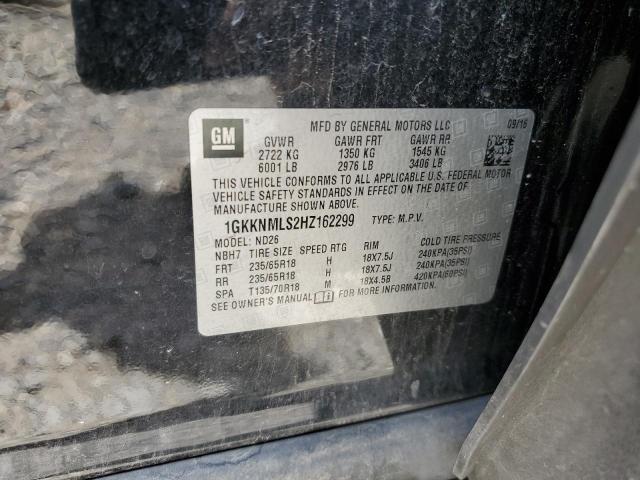 GM
MFD BY GENERAL MOTORS LLC
09/16
GVWR GAWR FRT GAWR RR
2722 KG 1350 KG 1545 KG
6001 LB 2976 LB 3406 LB
THIS VEHICLE CONFORMS TO ALL APPLICABLE U.S. FEDERAL MOTOR
VEHICLE SAFETY STANDARDS IN EFFECT ON THE DATE OF
MANUFACTURE SHOWN ABOVE.
1GKKNMLS2HZ162299 TYPE: M.P.V.
MODEL: ND26
NBH7 TIRE SIZE SPEED RTG RIM COLD TIRE PRESSURE
FRT 235/65R18 H 18X7.5J 240KPA(35PSI)
RR 235/65R18 H 18X7.5J 240KPA(35PSI)
SPA T135/70R18 M 18X4.5B 420KPA(60PSI)
SEE OWNER'S MANUAL FOR MORE INFORMATION.